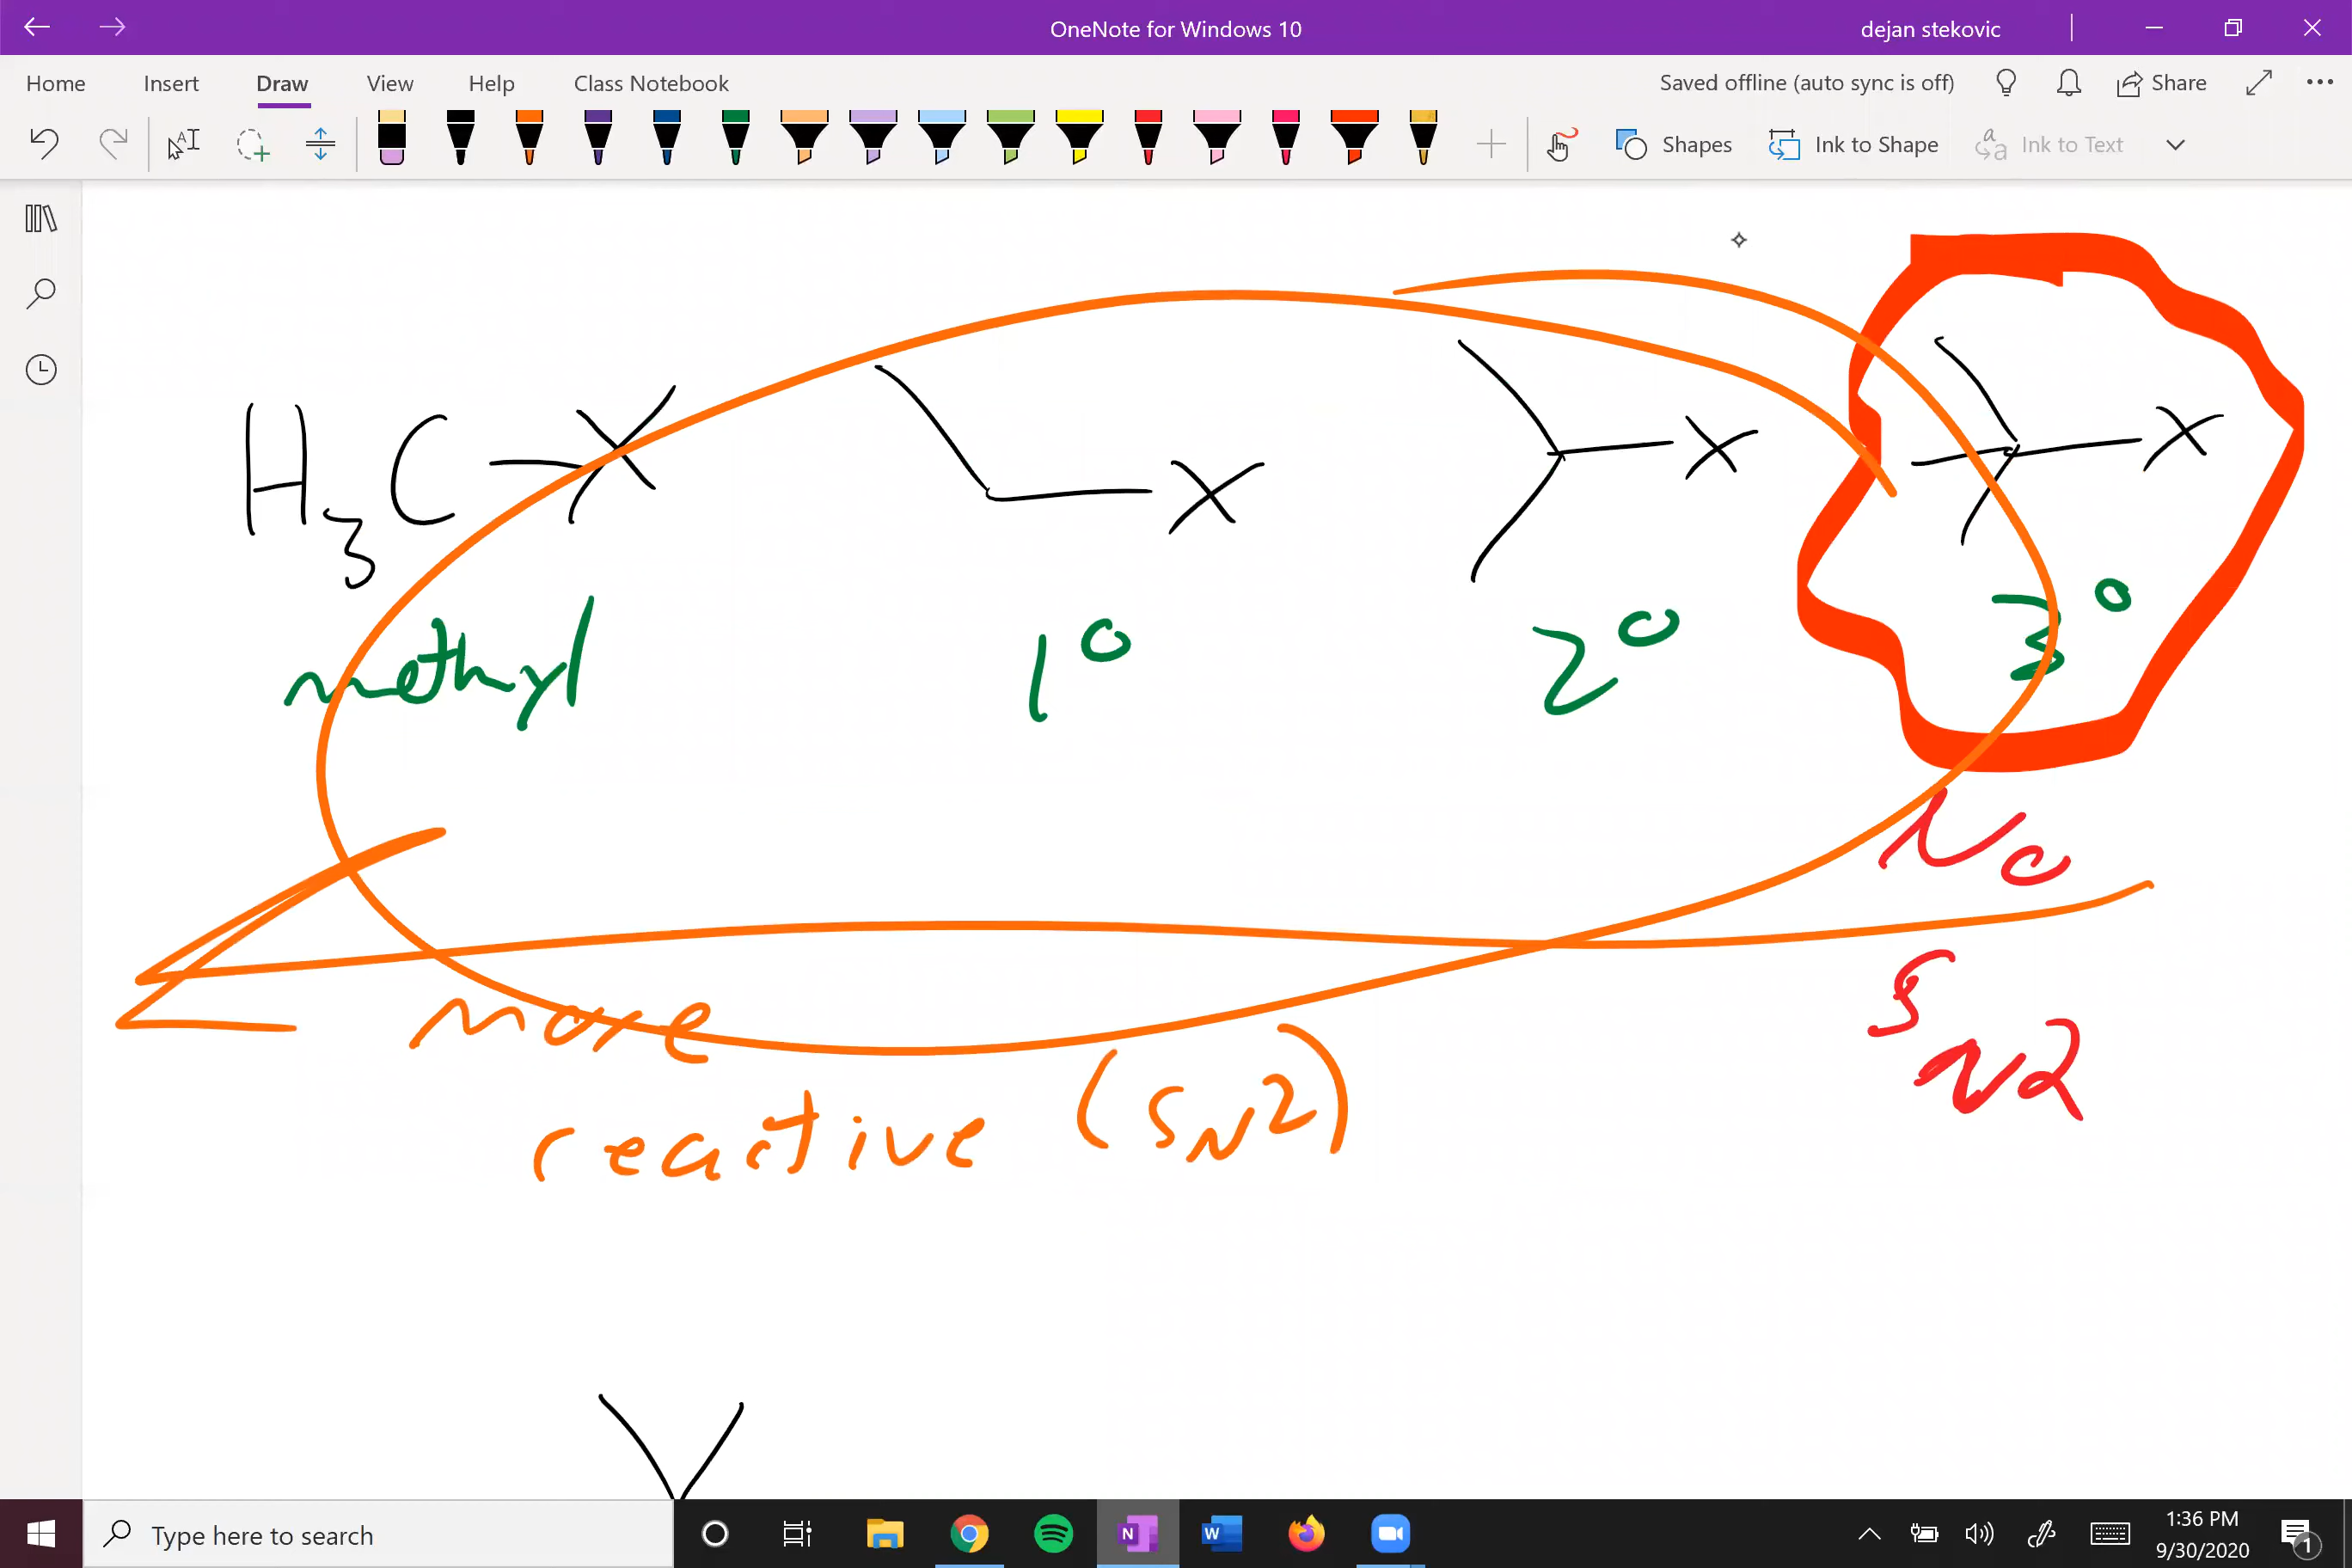 OneNote for Windows 10
dejan stekovic
Home Insert Draw View Help Class Notebook
Saved offline (auto sync is off) Share
Shapes Ink to Shape Ink to Text
H3C-X X X X
methyl 1° 2° 3°
No
SN2
more
reactive (SN2)
Type here to search
1:36 PM
9/30/2020
1